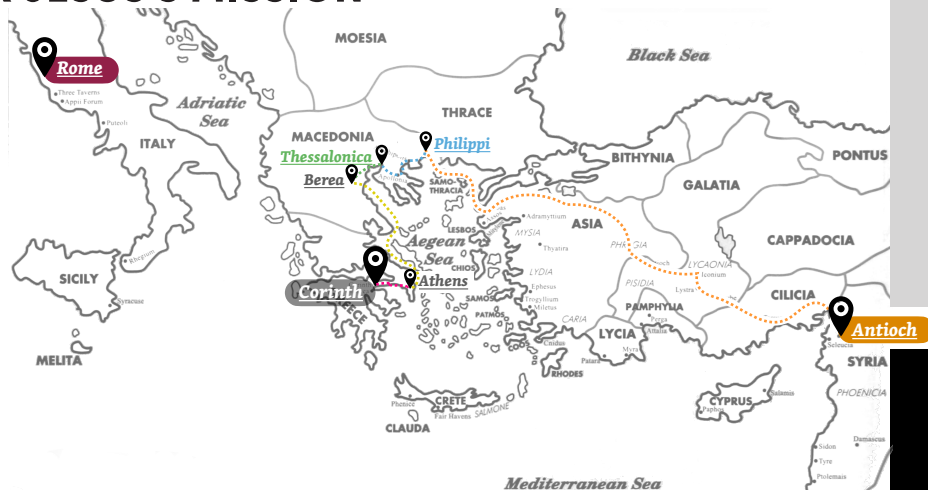 MISSION
MOESIA
Black Sea
Rome
Three Taverns
Appii Forum
Adriatic
Sea
THRACE
Puteoli
ITALY
MACEDONIA
Philippi
Thessalonica
BITHYNIA
PONTUS
Berea
SAMO-
THRACIA
GALATIA
Adramyttium
LESBOS
ASIA
MYSIA
Aegean
Sea
Thyatira
CAPPADOCIA
Rhegium
CHIOS
LYCAONIA
Iconium
LYDIA
SICILY
Athens
PISIDIA
Ephesus
Lystra
Corinth
CILICIA
Syracuse
SAMOS
Trogyllium
Miletus
PAMPHYLIA
Perga
PATMOS
CARIA
Antioch
Attalia
LYCIA
Cnidus
Myra
Seleucia
MELITA
Patara
SYRIA
RHODES
PHOENICIA
Phenice
CRETE
CYPRUS
Salamis
Fair Havens
SALMONE
Paphos
CLAUDA
Damascus
Sidon
Tyre
Ptolemais
Mediterranean Sea